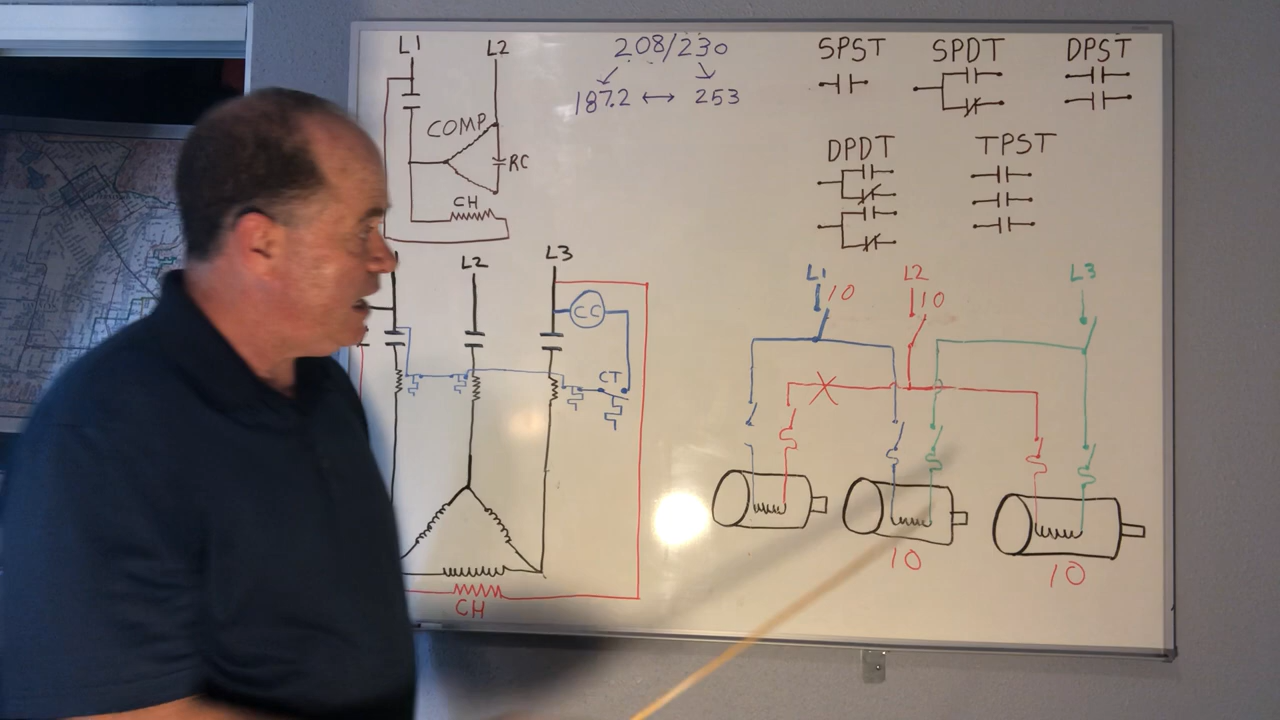 L1 L2
COMP
RC
CH
208/230
187.2 ↔ 253
SPST SPDT DPST
DPDT TPST
L2 L3
CC
CT
CH
L1 L2 L3
10 10
10 10